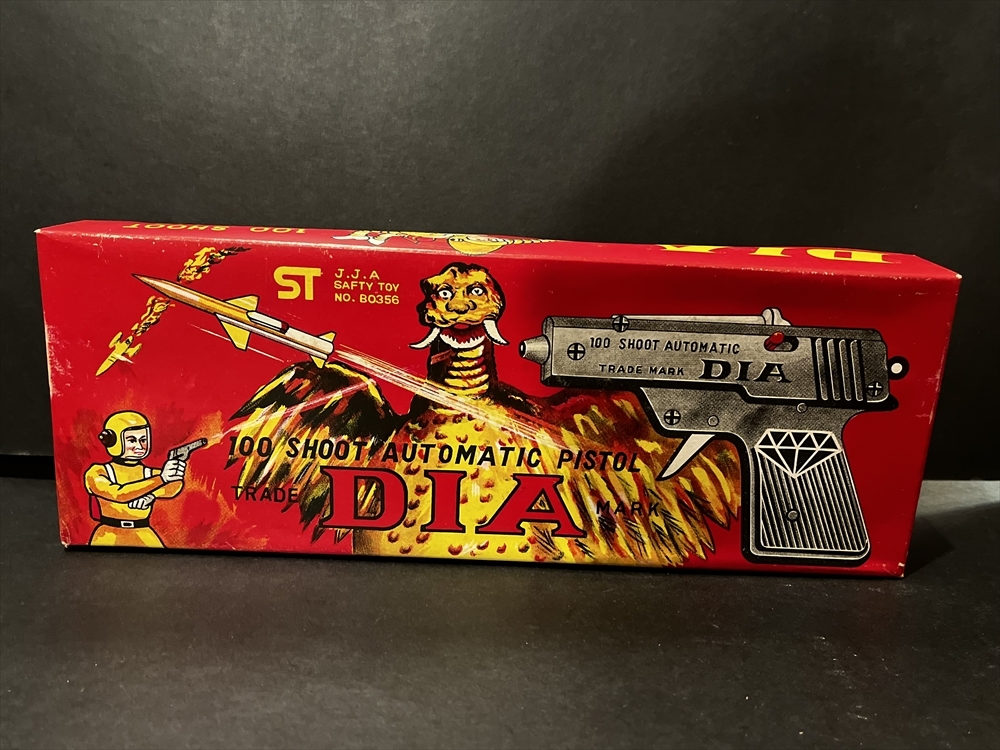 100 SHOOT
DIA
ST
J.J.A
SAFTY TOY
NO. B0356
100 SHOOT AUTOMATIC
TRADE MARK DIA
100 SHOOT AUTOMATIC PISTOL
TRADE DIA MARK